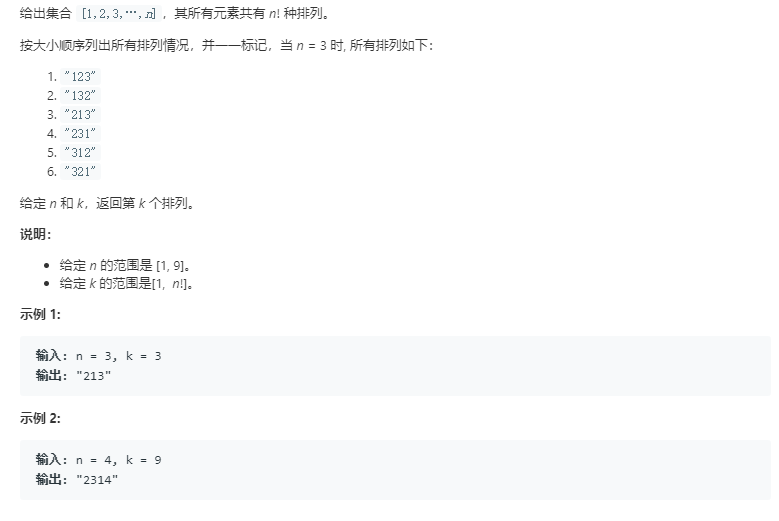 给出集合 [1,2,3,…,n]，其所有元素共有 n! 种排列。
按大小顺序列出所有排列情况，并一一标记，当 n = 3 时, 所有排列如下：
1. "123"
2. "132"
3. "213"
4. "231"
5. "312"
6. "321"
给定 n 和 k，返回第 k 个排列。
说明：
• 给定 n 的范围是 [1, 9]。
• 给定 k 的范围是[1,  n!]。
示例 1:
输入: n = 3, k = 3
输出: "213"
示例 2:
输入: n = 4, k = 9
输出: "2314"